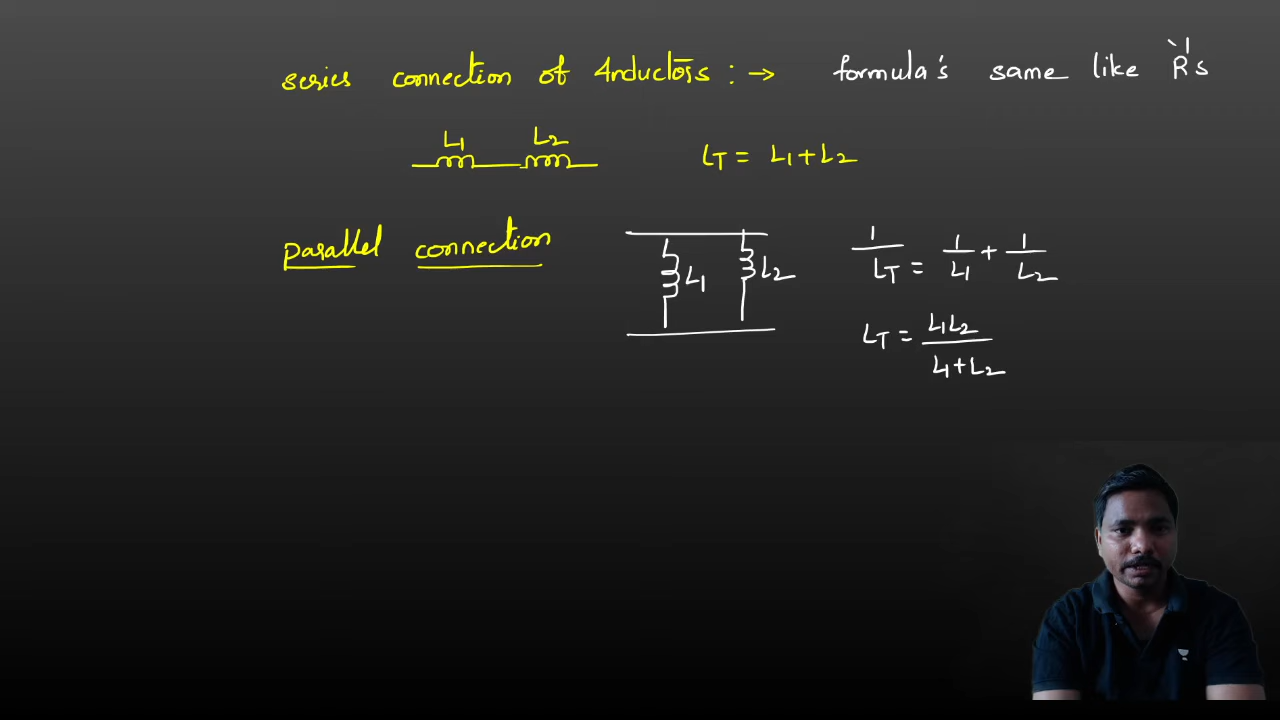 series connection of Inductors : → formula's same like R's
L1 L2 LT = L1+L2
parallel connection
L1 L2
1/LT = 1/L1 + 1/L2
LT = L1L2/L1+L2